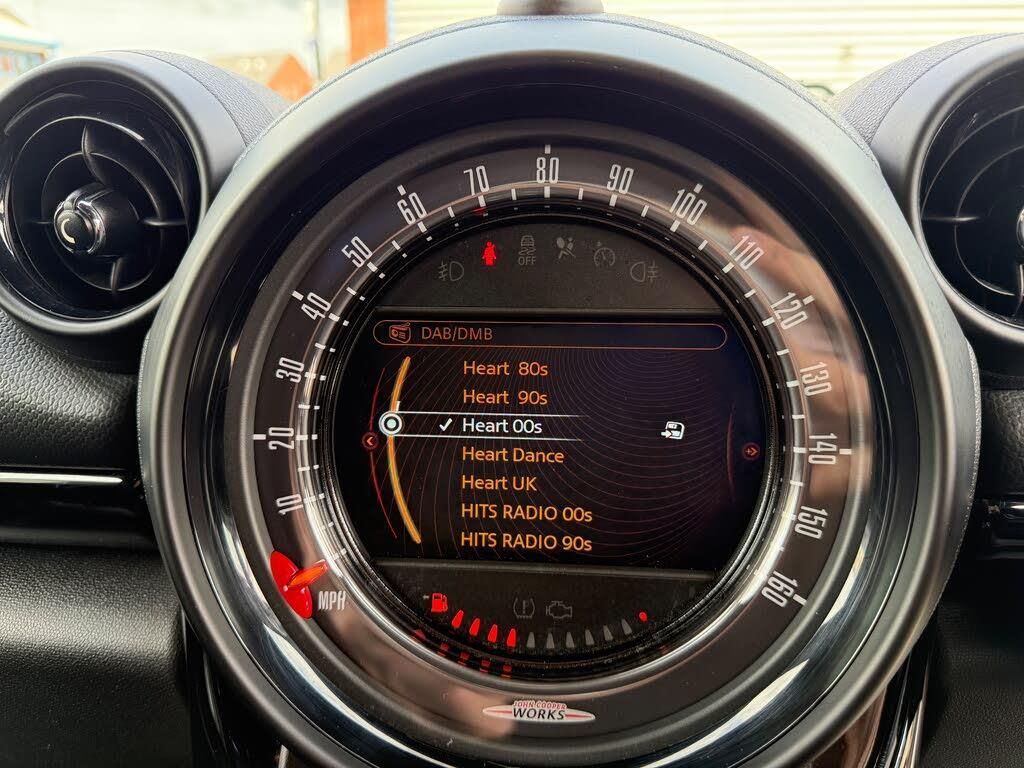 10
20
30
40
50
60
70
80
90
100
110
120
130
140
150
160
MPH
OFF
DAB/DMB
Heart 80s
Heart 90s
Heart 00s
Heart Dance
Heart UK
HITS RADIO 00s
HITS RADIO 90s
JOHN COOPER
WORKS